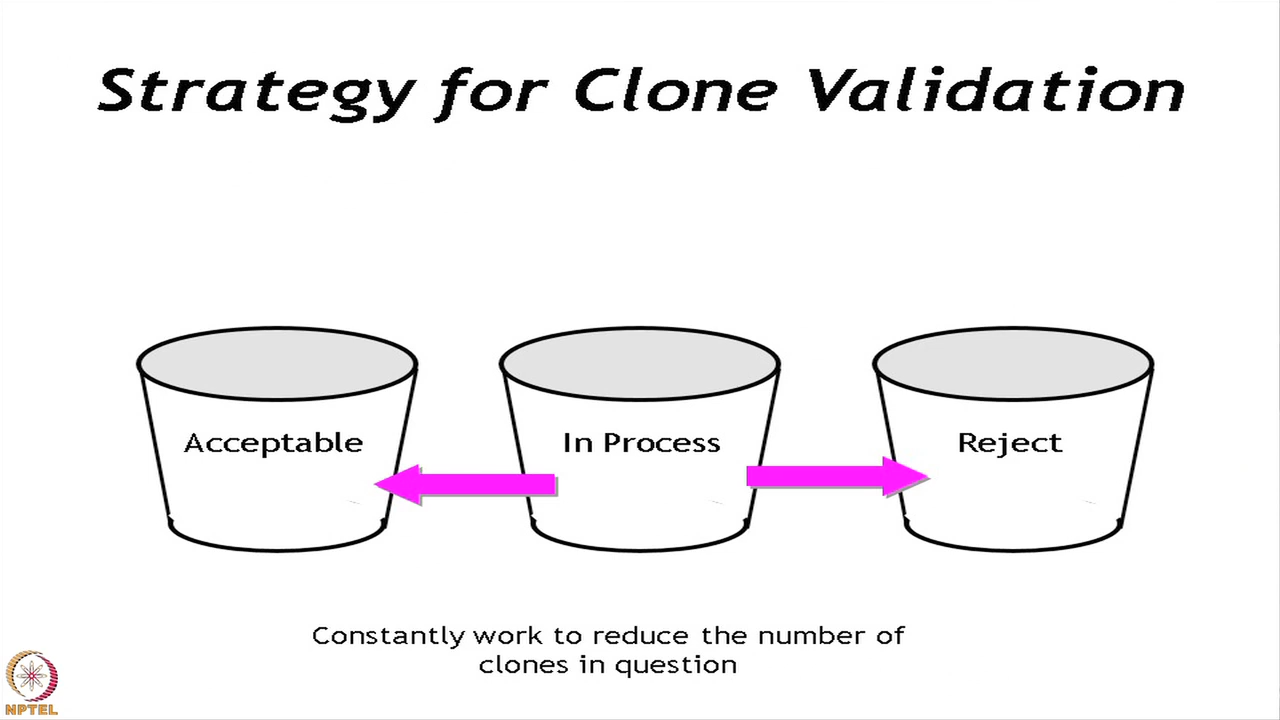 Strategy for Clone Validation
Acceptable
In Process
Reject
Constantly work to reduce the number of
clones in question
NPTEL